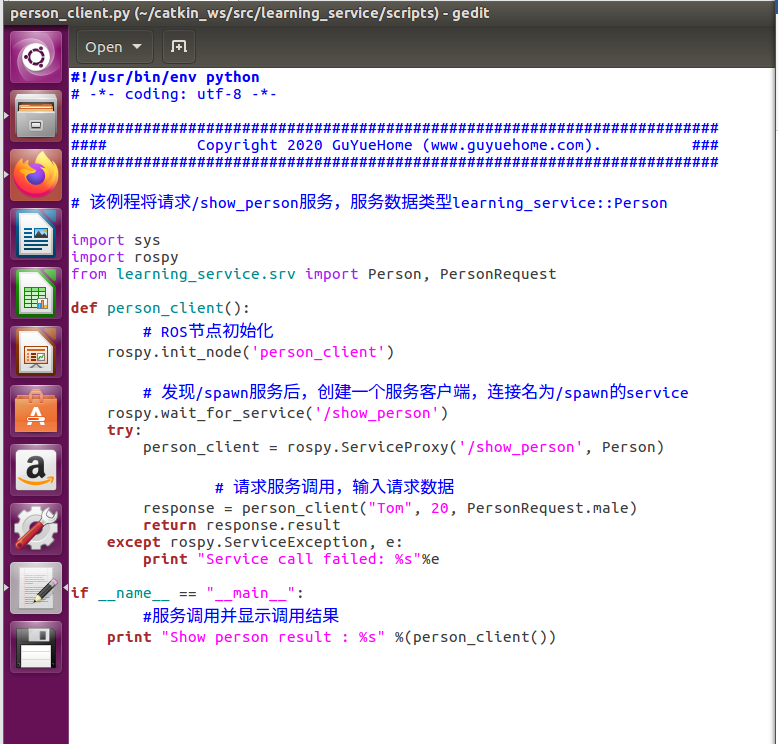 person_client.py (~/catkin_ws/src/learning_service/scripts) - gedit
Open
#!/usr/bin/env python
# -*- coding: utf-8 -*-
########################################################################
####          Copyright 2020 GuYueHome (www.guyuehome.com).          ###
########################################################################
# 该例程将请求/show_person服务，服务数据类型learning_service::Person
import sys
import rospy
from learning_service.srv import Person, PersonRequest
def person_client():
        # ROS节点初始化
    rospy.init_node('person_client')
        # 发现/spawn服务后，创建一个服务客户端，连接名为/spawn的service
    rospy.wait_for_service('/show_person')
    try:
        person_client = rospy.ServiceProxy('/show_person', Person)
                # 请求服务调用，输入请求数据
        response = person_client("Tom", 20, PersonRequest.male)
        return response.result
    except rospy.ServiceException, e:
        print "Service call failed: %s"%e
if __name__ == "__main__":
        #服务调用并显示调用结果
    print "Show person result : %s" %(person_client())